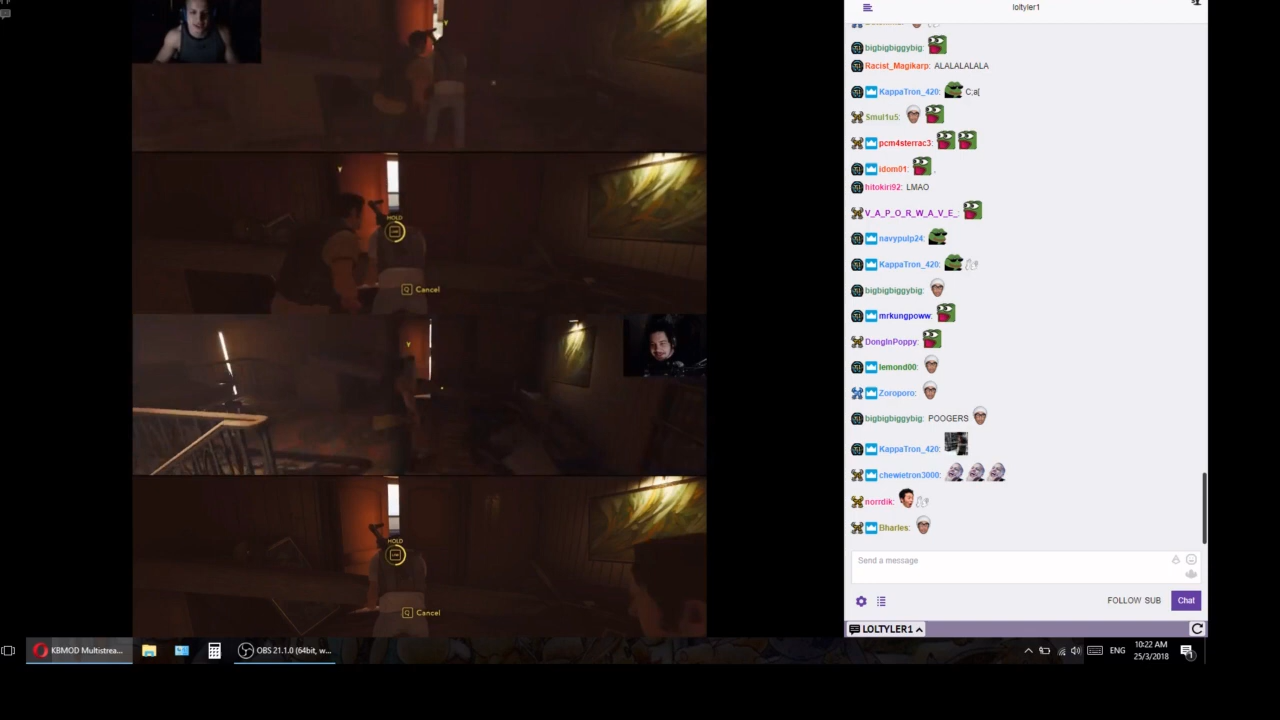 loltyler1
bigbigbiggybig:
Racist_Magikarp: ALALALALALA
KappaTron_420: C;a[
Smul1u5:
pcm4sterrac3:
idom01: .
hitokiri92: LMAO
V_A_P_O_R_W_A_V_E_:
navypulp24:
KappaTron_420:
bigbigbiggybig:
mrkungpoww:
DongInPoppy:
lemond00:
Zoroporo:
bigbigbiggybig: POOGERS
KappaTron_420:
chewietron3000:
norrdik:
Bharles:
Send a message
FOLLOW SUB Chat
LOLTYLER1
HOLD
Q Cancel
HOLD
Q Cancel
KBMOD Multistrea...
OBS 21.1.0 (64bit, w...
ENG
10:22 AM
25/3/2018
1